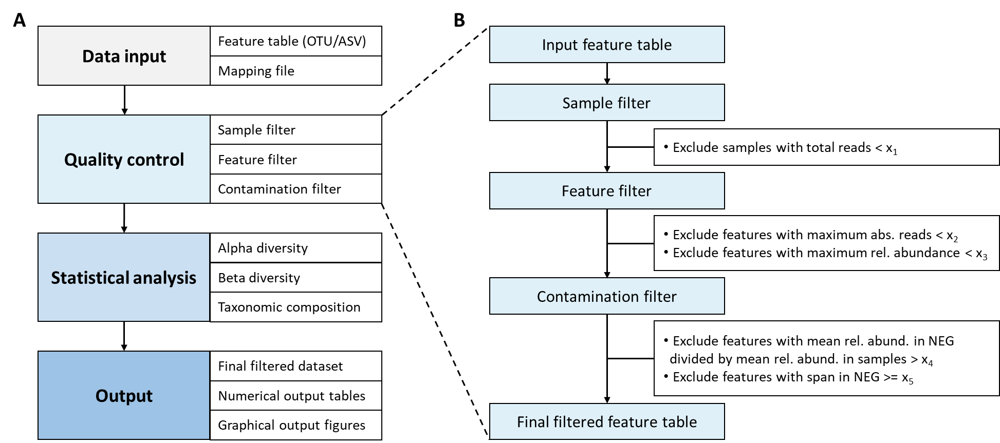 A
Data input
Feature table (OTU/ASV)
Mapping file
Quality control
Sample filter
Feature filter
Contamination filter
Statistical analysis
Alpha diversity
Beta diversity
Taxonomic composition
Output
Final filtered dataset
Numerical output tables
Graphical output figures
B
Input feature table
Sample filter
• Exclude samples with total reads < x₁
Feature filter
• Exclude features with maximum abs. reads < x₂
• Exclude features with maximum rel. abundance < x₃
Contamination filter
• Exclude features with mean rel. abund. in NEG
divided by mean rel. abund. in samples > x₄
• Exclude features with span in NEG >= x₅
Final filtered feature table